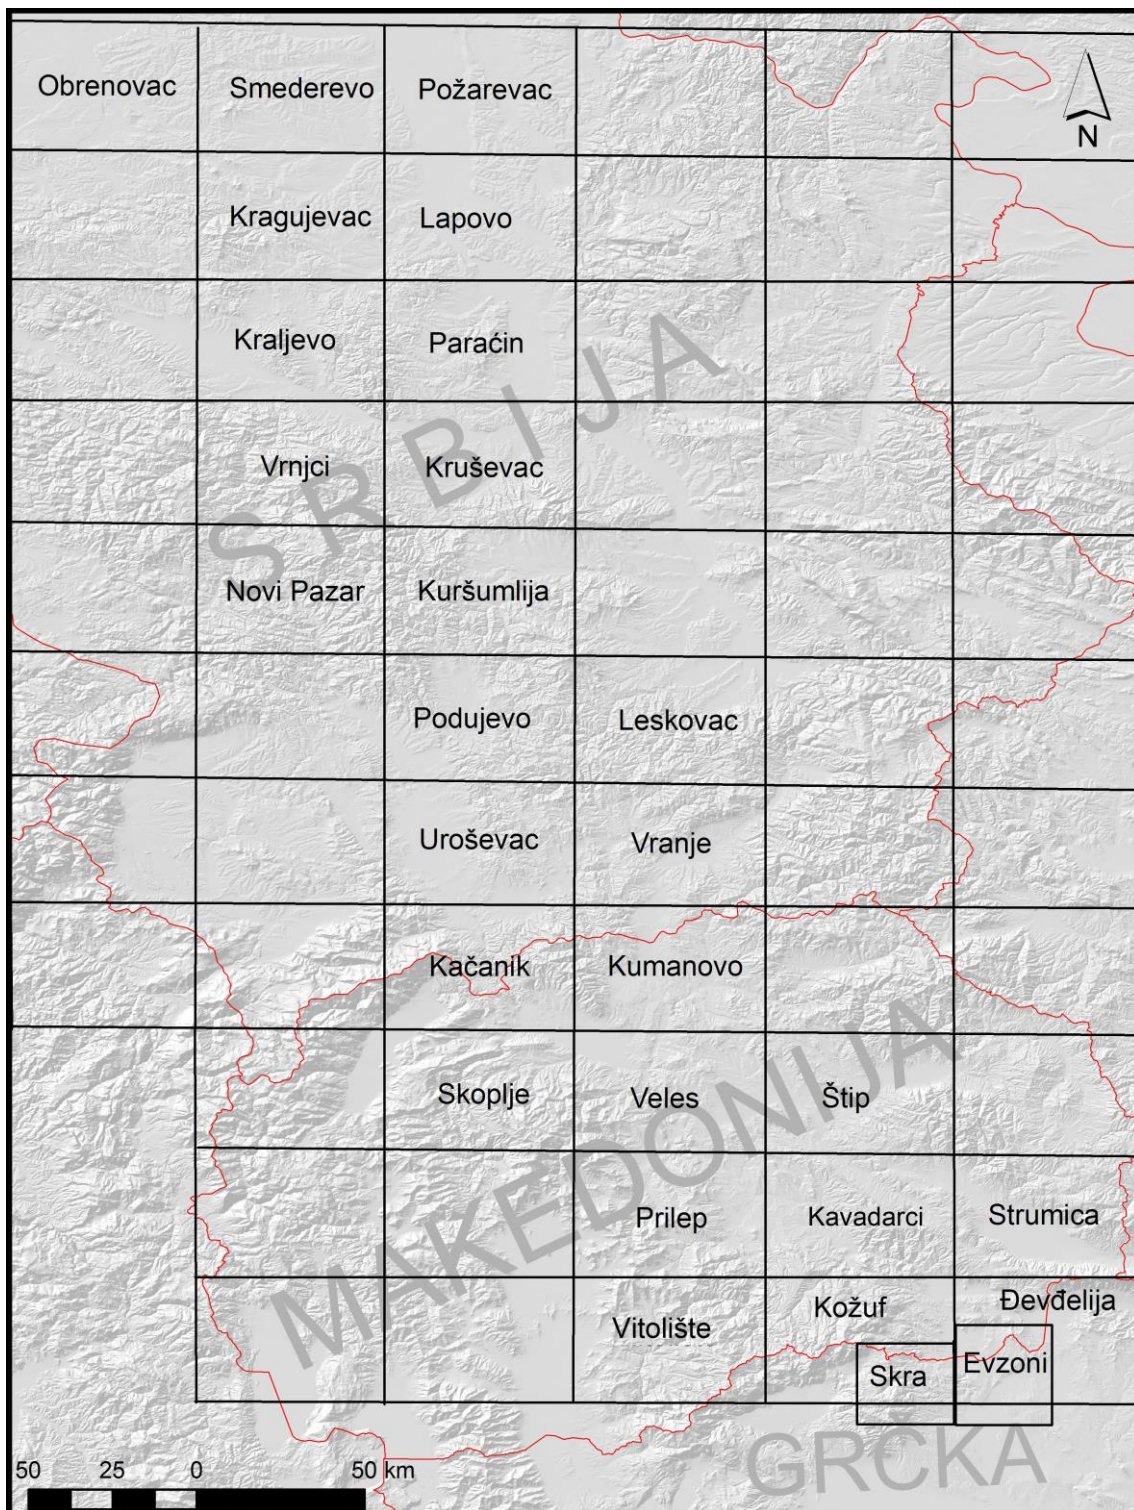 Obrenovac
Smederevo
Požarevac
N
Kragujevac
Lapovo
Kraljevo
Paraćin
SRBIJA
Vrnjci
Kruševac
Novi Pazar
Kuršumlija
Podujevo
Leskovac
Uroševac
Vranje
Kačanik
Kumanovo
Skoplje
Veles
Štip
MAKEDONIJA
Prilep
Kavadarci
Strumica
Vitolište
Kožuf
Đevđelija
Skra
Evzoni
GRCKA
50 25 0 50 km